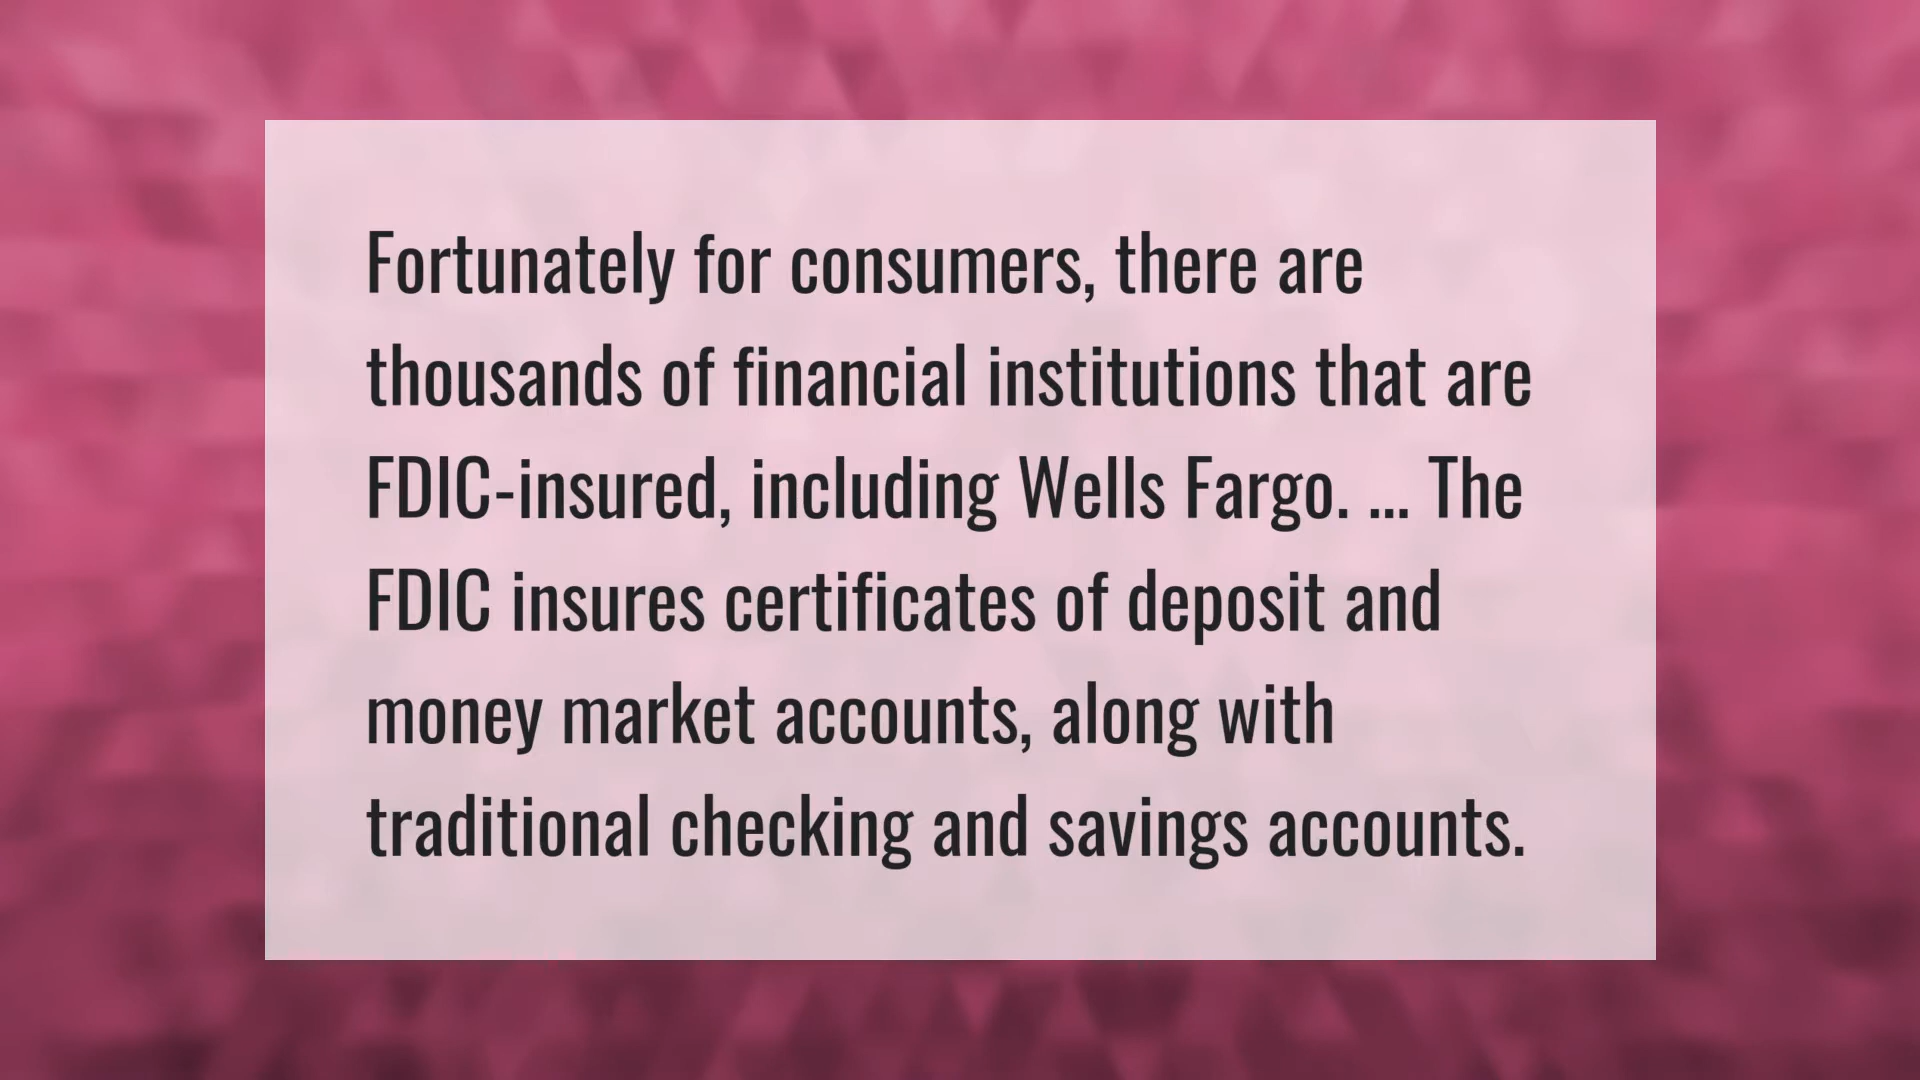 Fortunately for consumers, there are
thousands of financial institutions that are
FDIC-insured, including Wells Fargo. ... The
FDIC insures certificates of deposit and
money market accounts, along with
traditional checking and savings accounts.